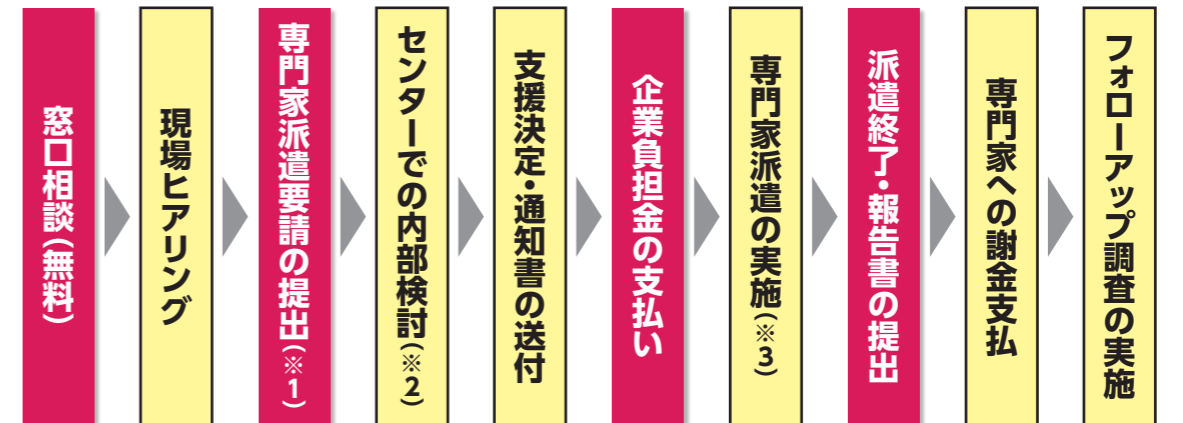 窓口相談（無料）
現場ヒアリング
専門家派遣要請の提出（※1）
センターでの内部検討（※2）
支援決定・通知書の送付
企業負担金の支払い
専門家派遣の実施（※3）
派遣終了・報告書の提出
専門家への謝金支払
フォローアップ調査の実施